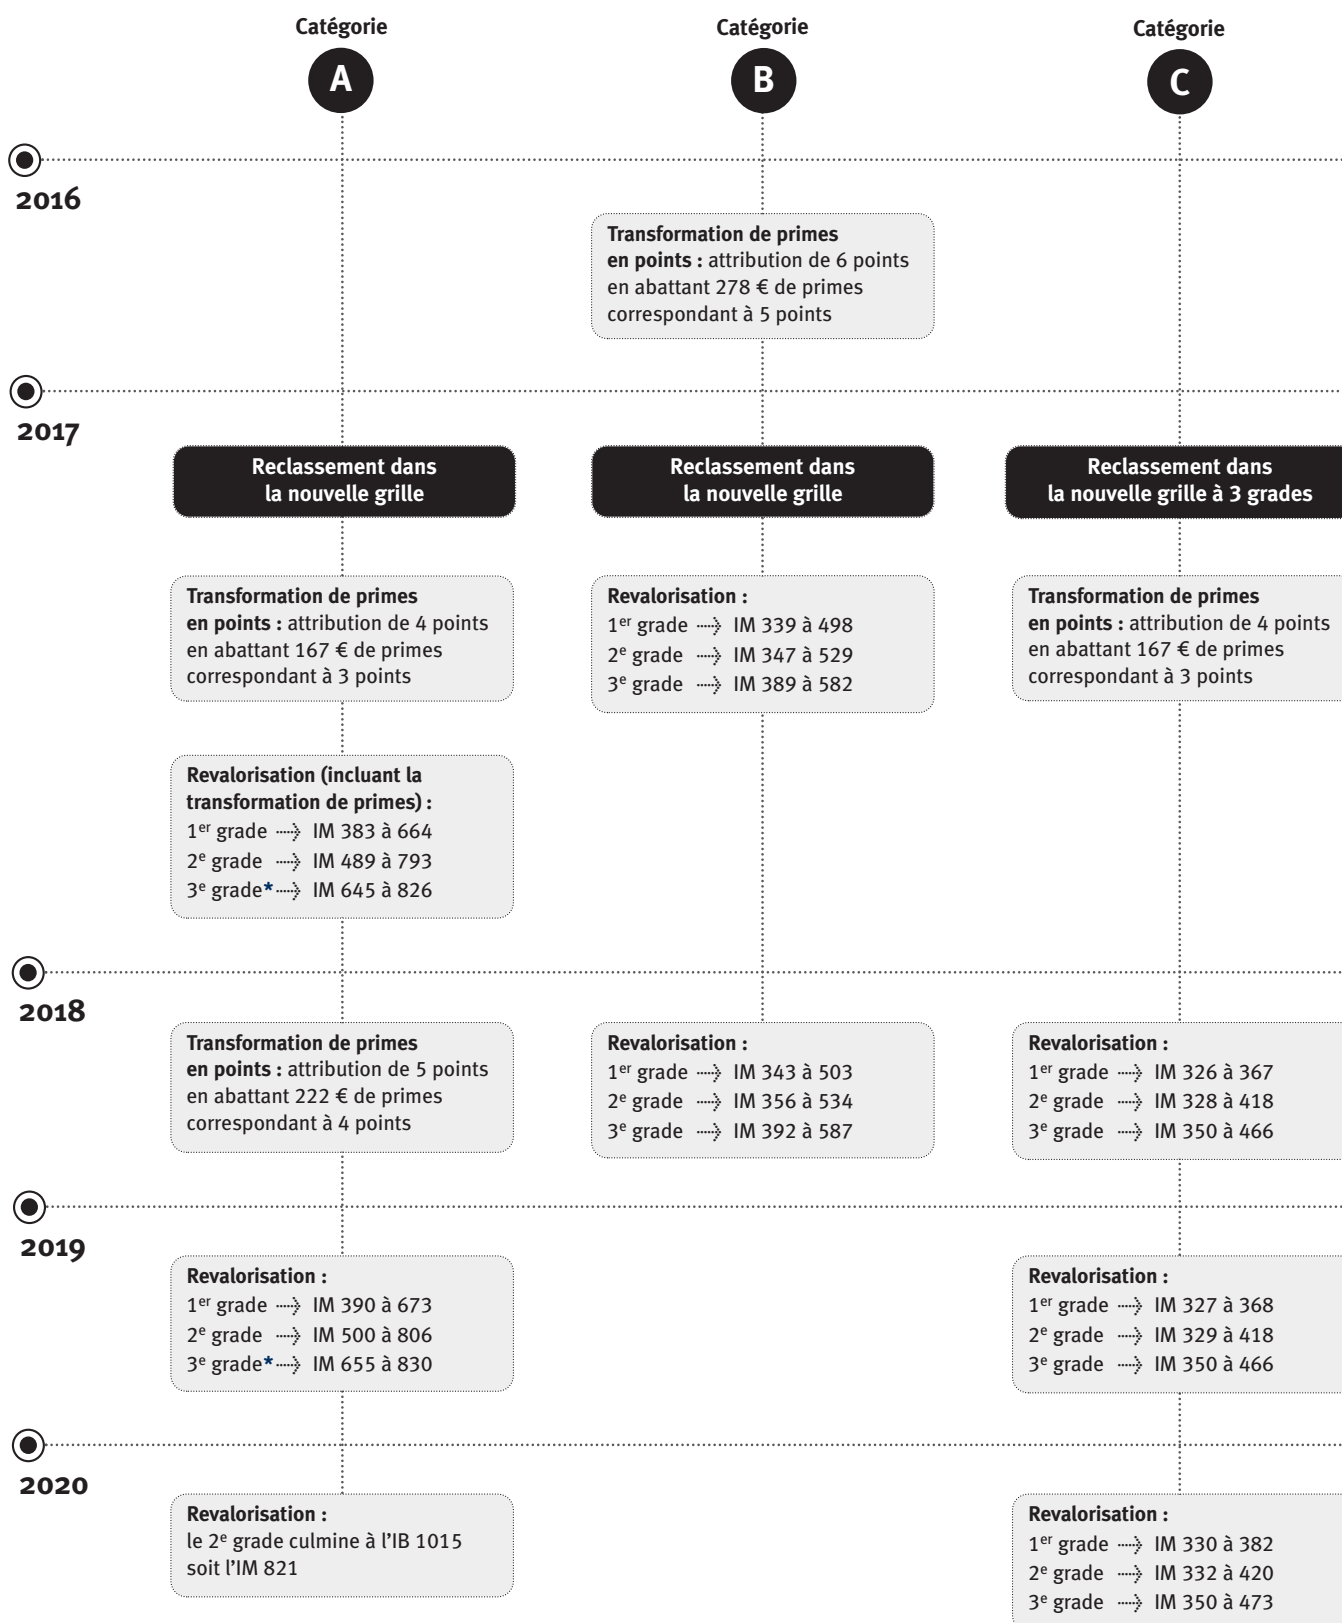 Catégorie
A
Catégorie
B
Catégorie
C
2016
Transformation de primes
en points : attribution de 6 points
en abattant 278 € de primes
correspondant à 5 points
2017
Reclassement dans
la nouvelle grille
Reclassement dans
la nouvelle grille
Reclassement dans
la nouvelle grille à 3 grades
Transformation de primes
en points : attribution de 4 points
en abattant 167 € de primes
correspondant à 3 points
Revalorisation :
1er grade IM 339 à 498
2e grade IM 347 à 529
3e grade IM 389 à 582
Transformation de primes
en points : attribution de 4 points
en abattant 167 € de primes
correspondant à 3 points
Revalorisation (incluant la
transformation de primes) :
1er grade IM 383 à 664
2e grade IM 489 à 793
3e grade* IM 645 à 826
2018
Transformation de primes
en points : attribution de 5 points
en abattant 222 € de primes
correspondant à 4 points
Revalorisation :
1er grade IM 343 à 503
2e grade IM 356 à 534
3e grade IM 392 à 587
Revalorisation :
1er grade IM 326 à 367
2e grade IM 328 à 418
3e grade IM 350 à 466
2019
Revalorisation :
1er grade IM 390 à 673
2e grade IM 500 à 806
3e grade* IM 655 à 830
Revalorisation :
1er grade IM 327 à 368
2e grade IM 329 à 418
3e grade IM 350 à 466
2020
Revalorisation :
le 2e grade culmine à l'IB 1015
soit l'IM 821
Revalorisation :
1er grade IM 330 à 382
2e grade IM 332 à 420
3e grade IM 350 à 473